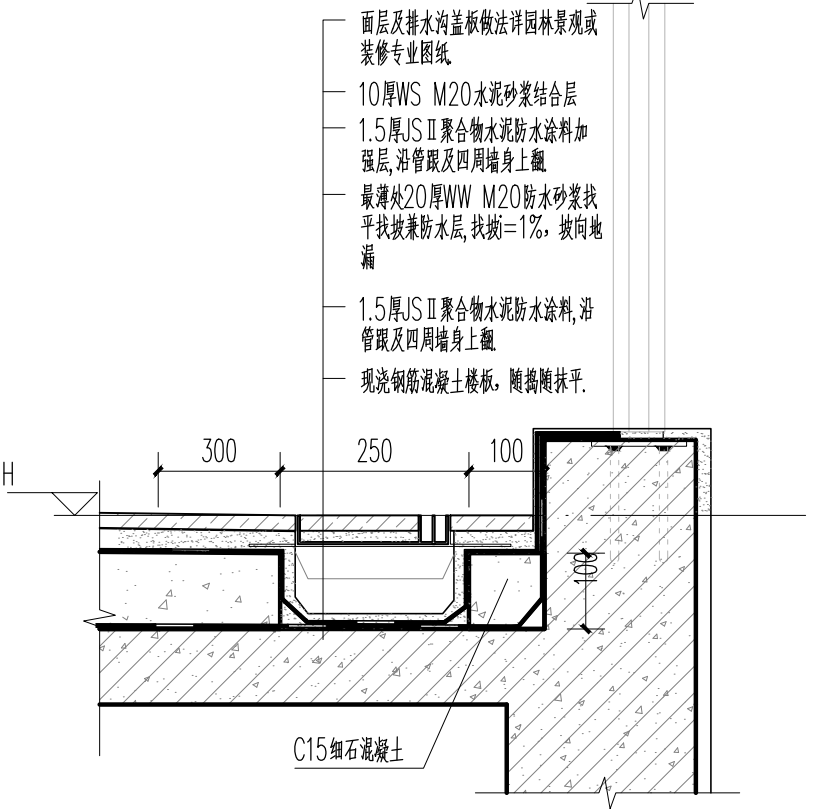 面层及排水沟盖板做法详园林景观或
装修专业图纸.
10厚WS M20水泥砂浆结合层
1.5厚JSⅡ聚合物水泥防水涂料加
强层,沿管跟及四周墙身上翻.
最薄处20厚WW M20防水砂浆找
平找坡兼防水层,找坡i=1%，坡向地
漏
1.5厚JSⅡ聚合物水泥防水涂料,沿
管跟及四周墙身上翻.
现浇钢筋混凝土楼板，随捣随抹平.
300 250 100
H
100
C15细石混凝土